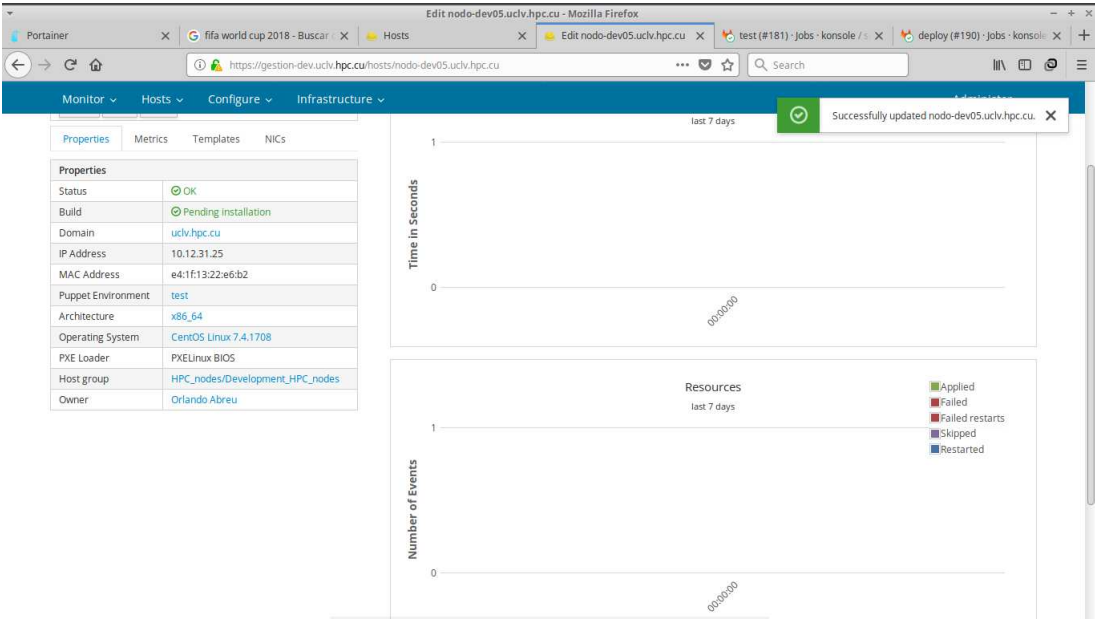 Edit nodo-dev05.uclv.hpc.cu - Mozilla Firefox
Portainer
fifa world cup 2018 - Buscar
Hosts
Edit nodo-dev05.uclv.hpc.cu
test (#181) · Jobs · konsole / s
deploy (#190) · Jobs · konsole
https://gestion-dev.uclv.hpc.cu/hosts/nodo-dev05.uclv.hpc.cu
Search
Monitor Hosts Configure Infrastructure
Successfully updated nodo-dev05.uclv.hpc.cu.
Properties Metrics Templates NICs
Properties
Status OK
Build Pending installation
Domain uclv.hpc.cu
IP Address 10.12.31.25
MAC Address e4:1f:13:22:e6:b2
Puppet Environment test
Architecture x86_64
Operating System CentOS Linux 7.4.1708
PXE Loader PXELinux BIOS
Host group HPC_nodes/Development_HPC_nodes
Owner Orlando Abreu
last 7 days
1
Time in Seconds
0
00:00:00
Resources
last 7 days
Applied
Failed
Failed restarts
Skipped
Restarted
1
Number of Events
0
00:00:00